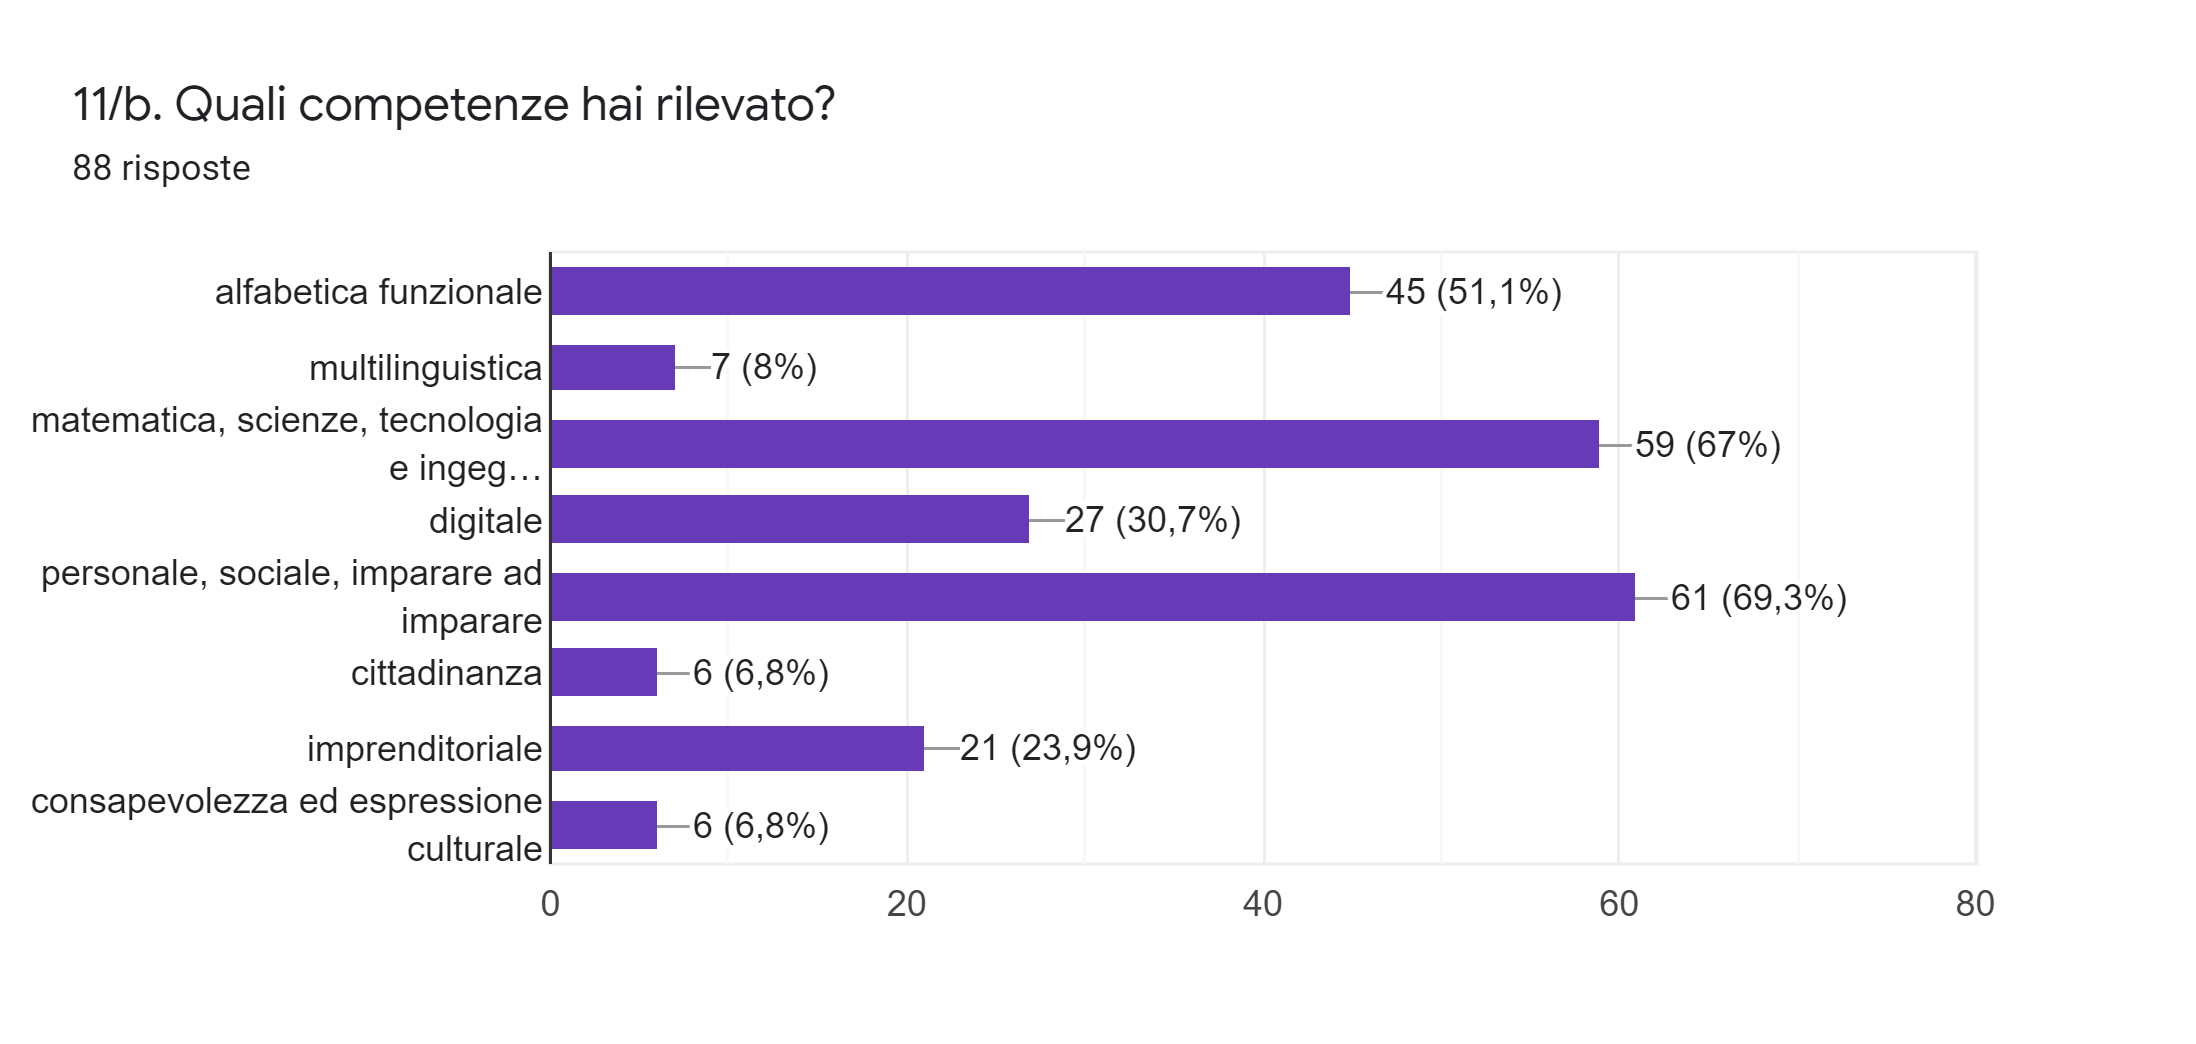 11/b. Quali competenze hai rilevato?
88 risposte
alfabetica funzionale
45 (51,1%)
multilinguistica
7 (8%)
matematica, scienze, tecnologia
e ingeg…
59 (67%)
digitale
27 (30,7%)
personale, sociale, imparare ad
imparare
61 (69,3%)
cittadinanza
6 (6,8%)
imprenditoriale
21 (23,9%)
consapevolezza ed espressione
culturale
6 (6,8%)
0 20 40 60 80